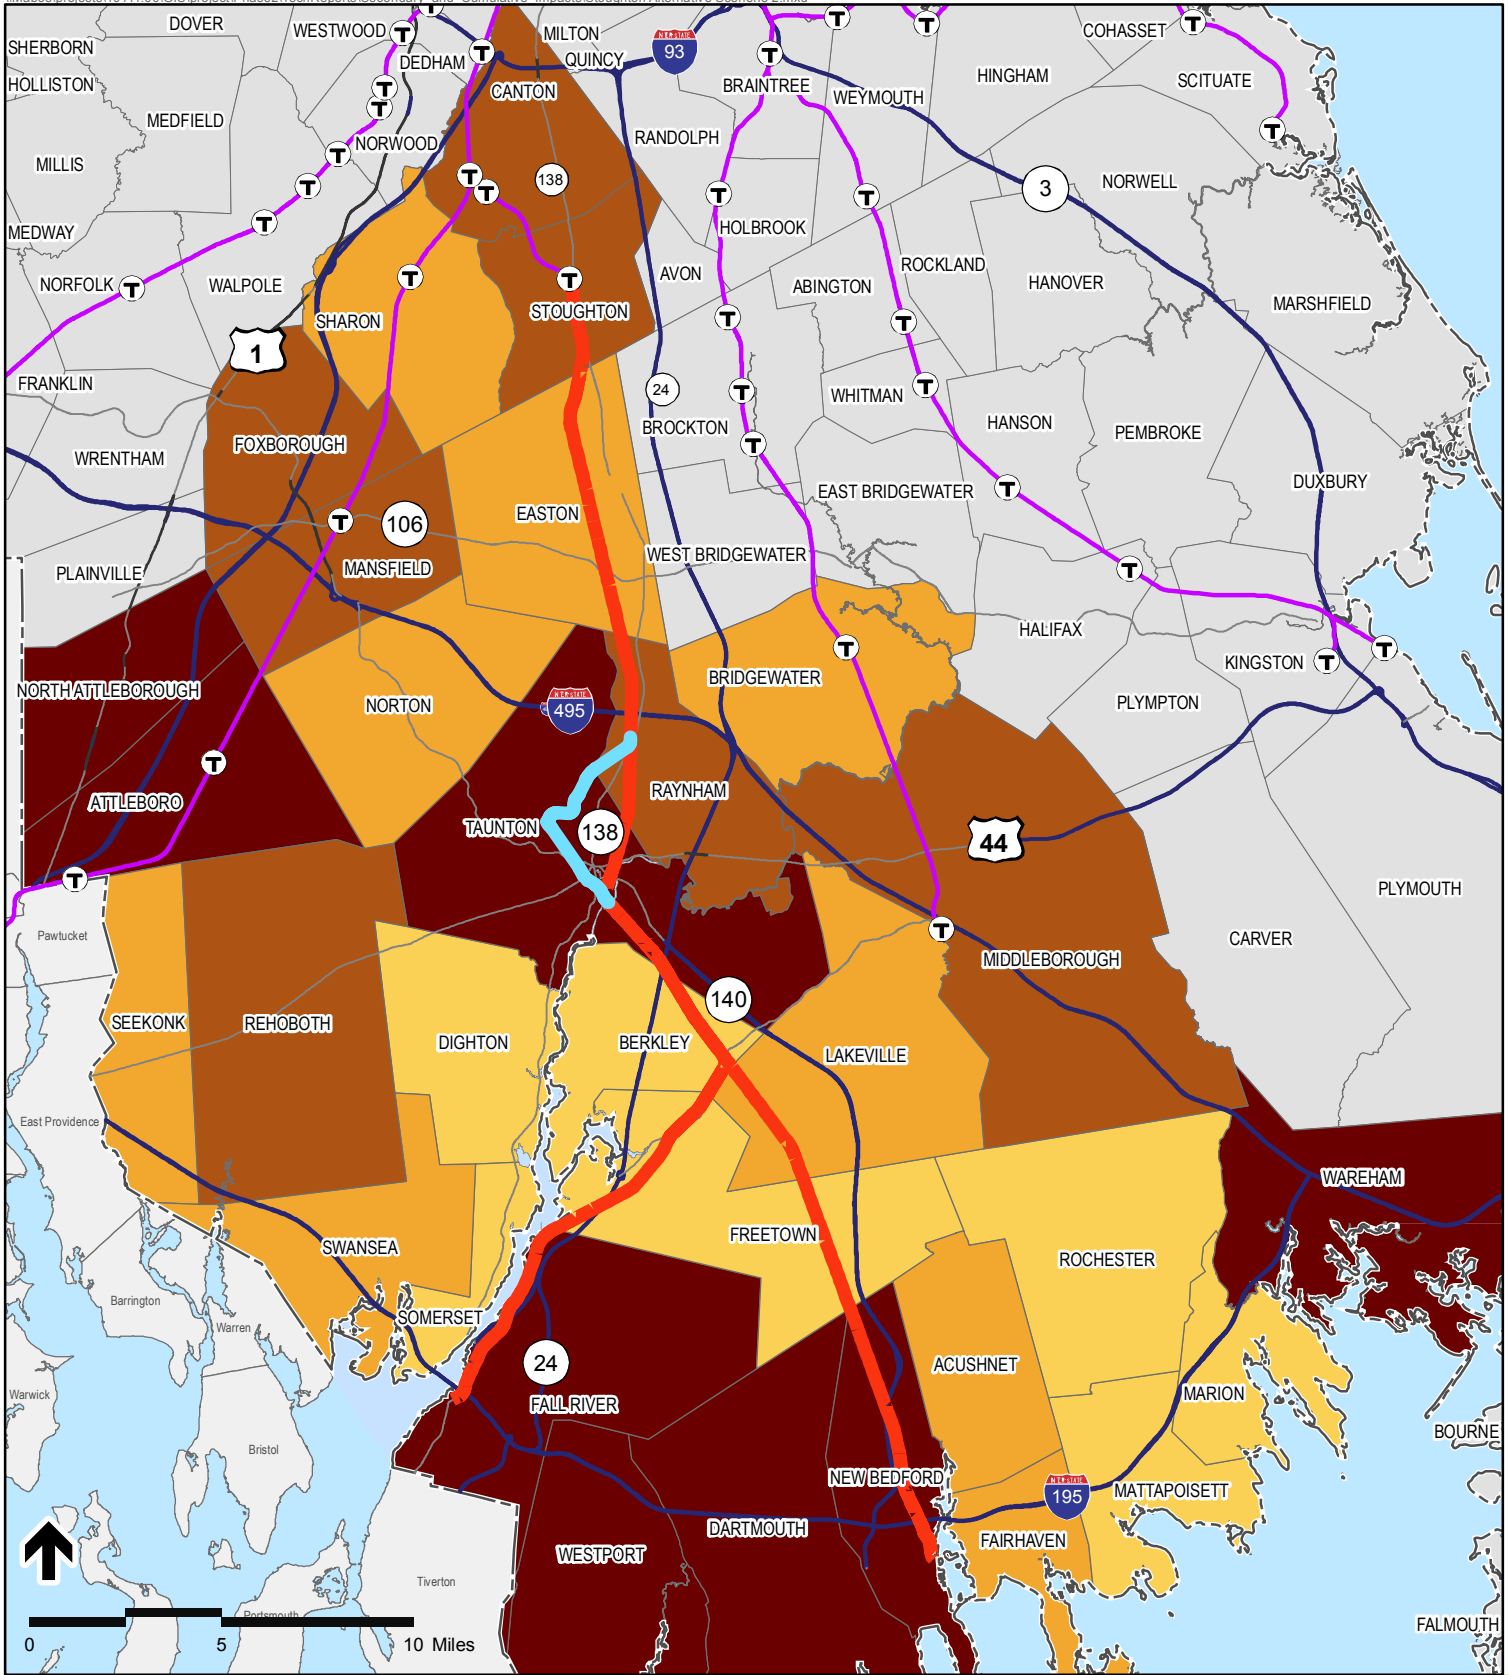 DOVER
WESTWOOD
MILTON
COHASSET
SHERBORN
DEDHAM
QUINCY
INTERSTATE
93
HOLLISTON
CANTON
BRAINTREE
HINGHAM
SCITUATE
MEDFIELD
WEYMOUTH
NORWOOD
RANDOLPH
MILLIS
138
3
NORWELL
MEDWAY
HOLBROOK
NORFOLK
WALPOLE
AVON
ABINGTON
ROCKLAND
HANOVER
MARSHFIELD
SHARON
STOUGHTON
1
FRANKLIN
24
WHITMAN
HANSON
WRENTHAM
FOXBOROUGH
BROCKTON
PEMBROKE
EASTON
EAST BRIDGEWATER
DUXBURY
106
WEST BRIDGEWATER
PLAINVILLE
MANSFIELD
HALIFAX
KINGSTON
NORTH ATTLEBOROUGH
NORTON
INTERSTATE
495
BRIDGEWATER
PLYMPTON
ATTLEBORO
RAYNHAM
TAUNTON
138
44
PLYMOUTH
Pawtucket
CARVER
MIDDLEBOROUGH
SEEKONK
REHOBOTH
140
DIGHTON
BERKLEY
LAKEVILLE
East Providence
WAREHAM
SWANSEA
FREETOWN
ROCHESTER
Barrington
Warren
SOMERSET
24
ACUSHNET
MARION
Warwick
FALL RIVER
BOURNE
Bristol
NEW BEDFORD
INTERSTATE
195
MATTAPOISETT
DARTMOUTH
FAIRHAVEN
WESTPORT
Tiverton
Portsmouth
FALMOUTH
0 5 10 Miles